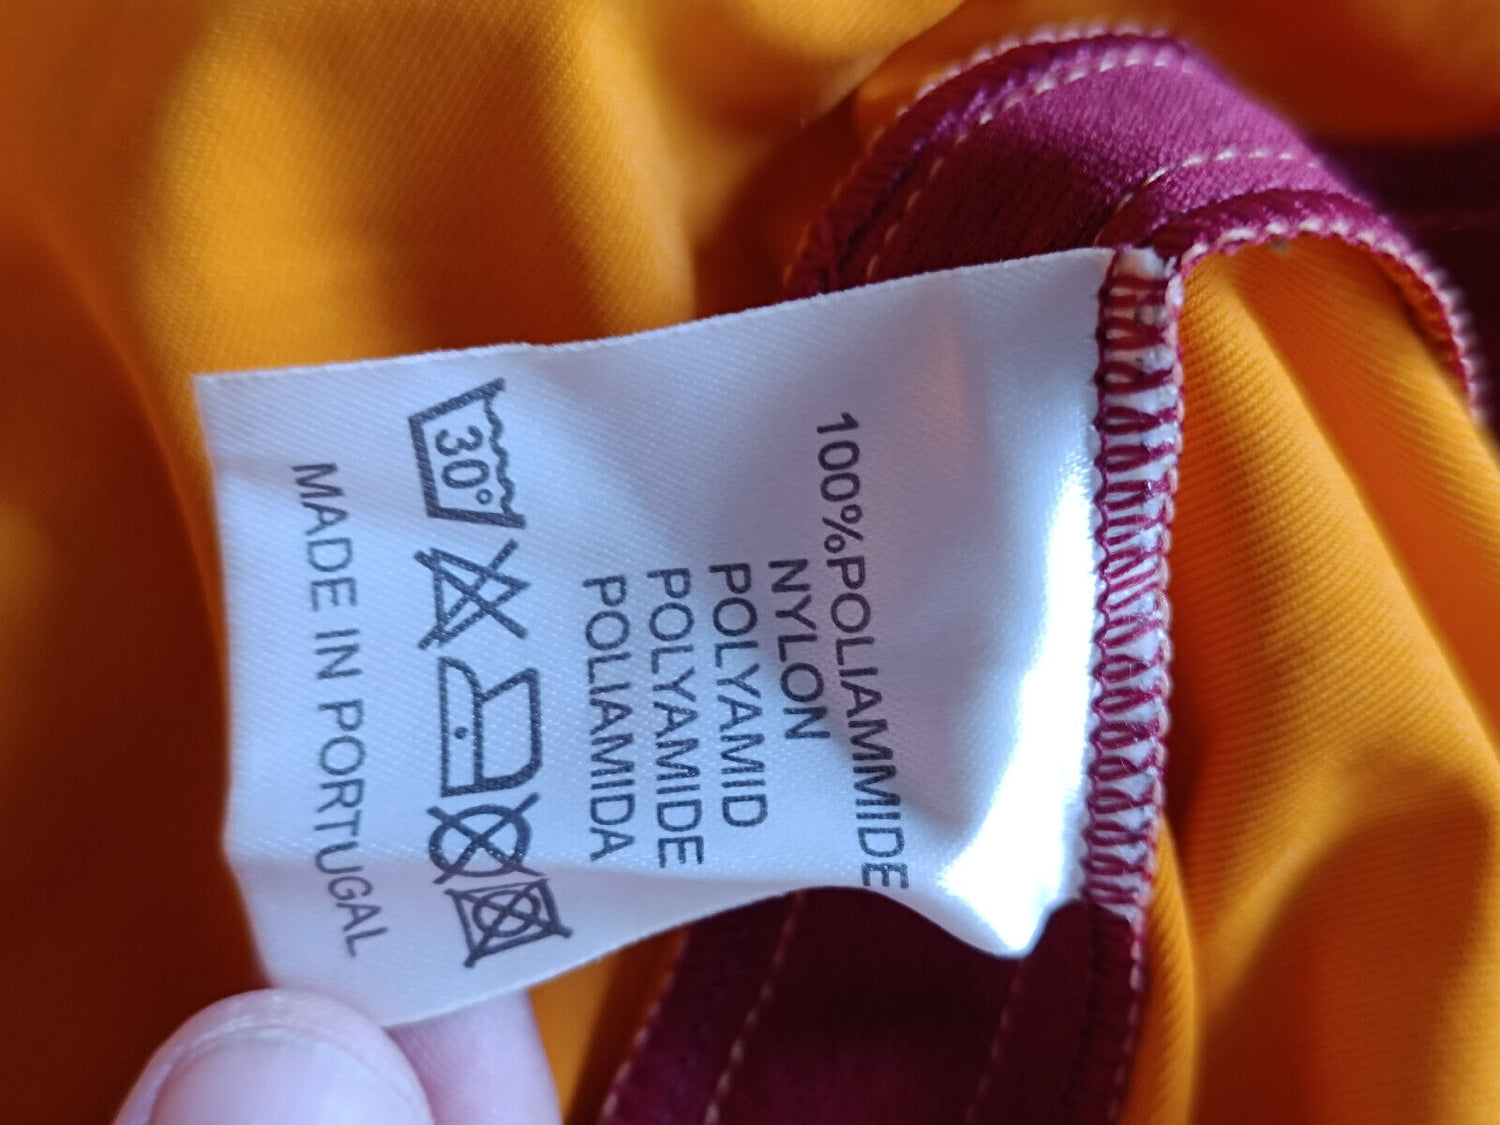 100%POLIAMMIDE
NYLON
POLYAMID
POLYAMIDE
POLIAMIDA
30°
MADE IN PORTUGAL